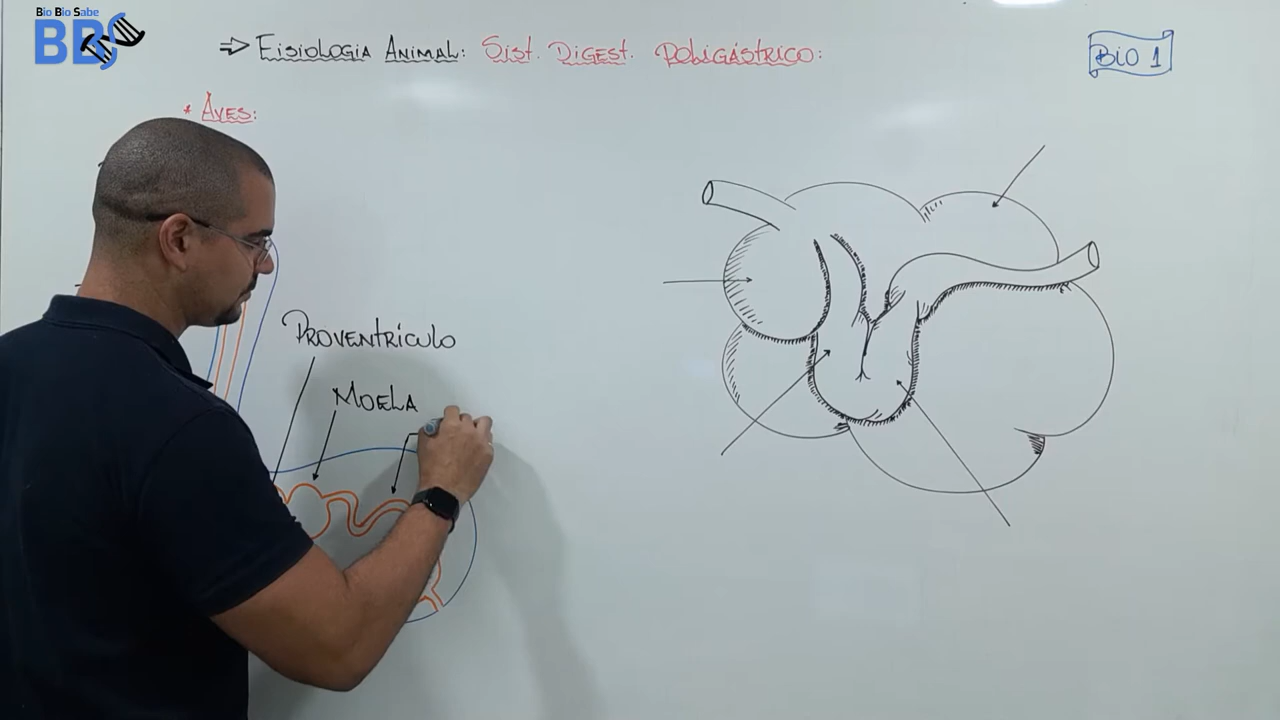 Bio Bio Sabe
BBS
⇒ Fisiologia Animal: Sist. Digest. Poligástrico:
BIO 1
* Aves:
Proventrículo
Moela